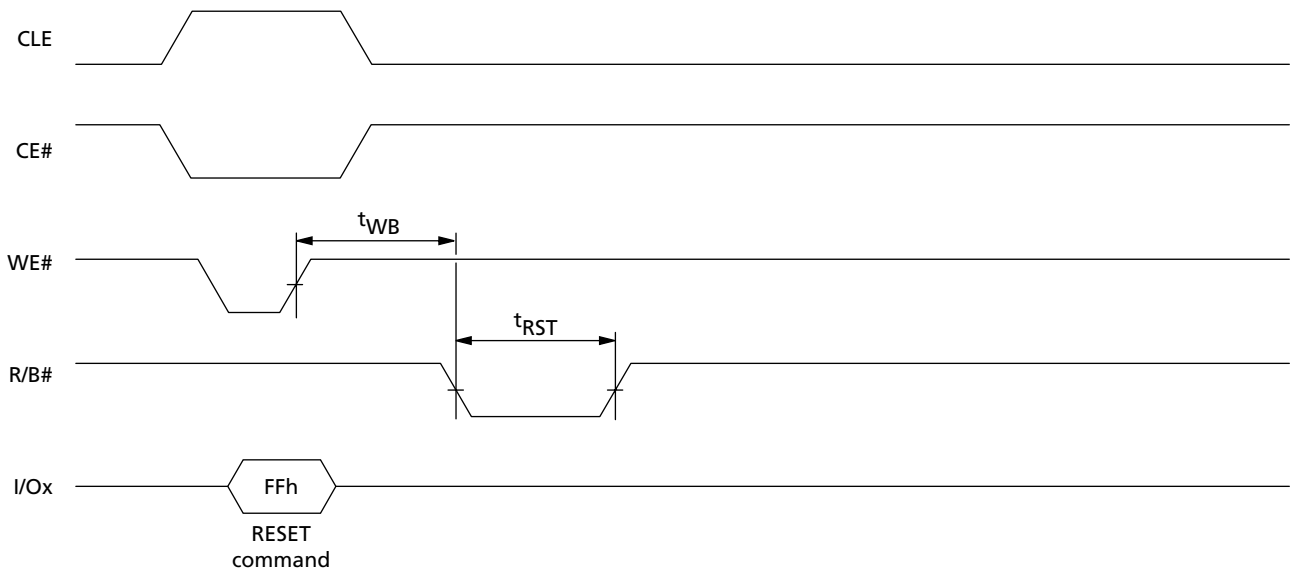 CLE
CE#
tWB
WE#
tRST
R/B#
I/Ox
FFh
RESET
command